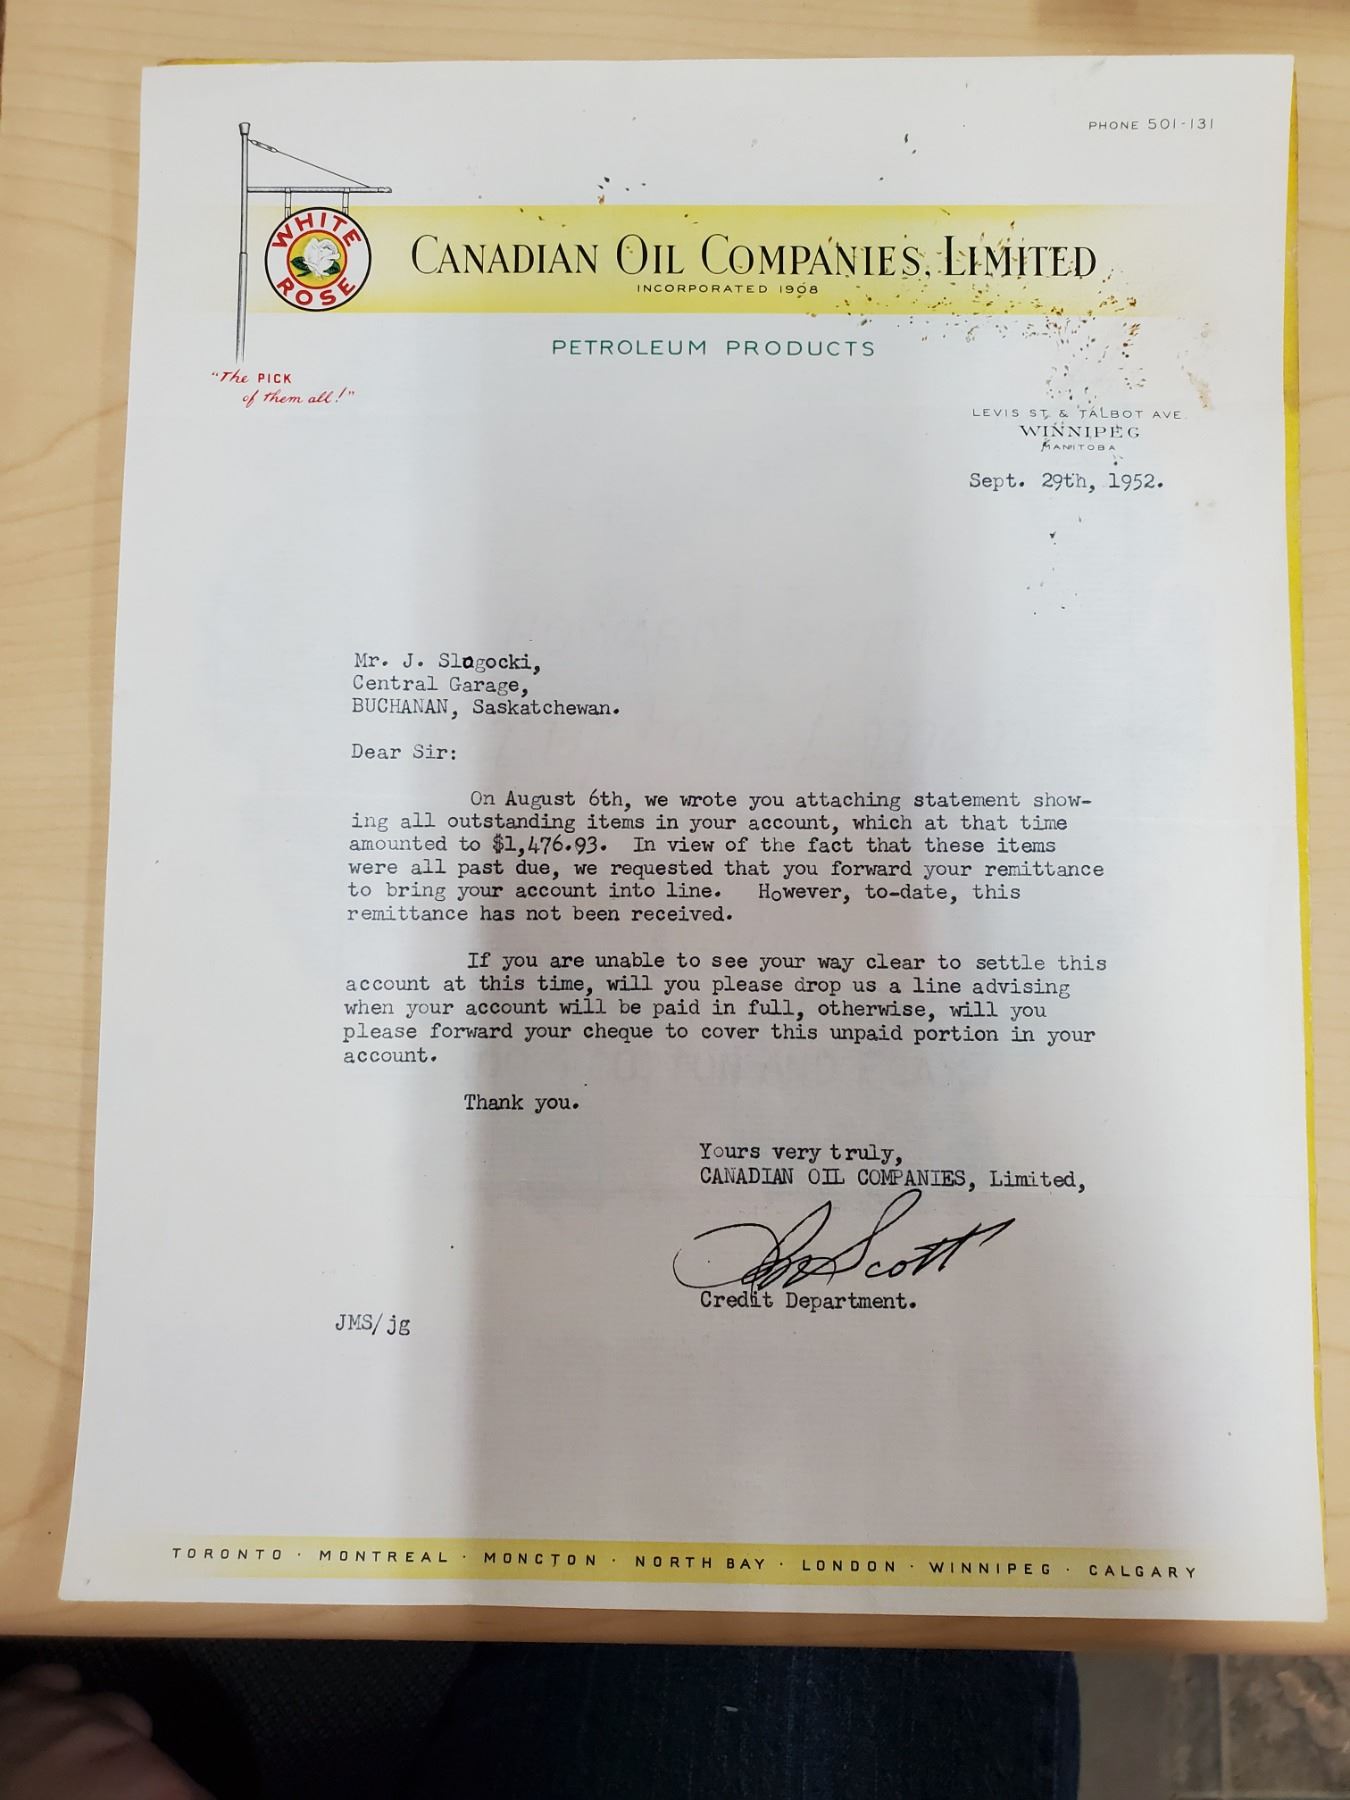 PHONE 501-131
WHITE ROSE
CANADIAN OIL COMPANIES, LIMITED
INCORPORATED 1908
PETROLEUM PRODUCTS
"The PICK
of them all!"
LEVIS ST. & TALBOT AVE.
WINNIPEG
MANITOBA
Sept. 29th, 1952.
Mr. J. Slugocki,
Central Garage,
BUCHANAN, Saskatchewan.
Dear Sir:
On August 6th, we wrote you attaching statement show-
ing all outstanding items in your account, which at that time
amounted to $1,476.93. In view of the fact that these items
were all past due, we requested that you forward your remittance
to bring your account into line. However, to-date, this
remittance has not been received.
If you are unable to see your way clear to settle this
account at this time, will you please drop us a line advising
when your account will be paid in full, otherwise, will you
please forward your cheque to cover this unpaid portion in your
account.
Thank you.
Yours very truly,
CANADIAN OIL COMPANIES, Limited,
Scott
Credit Department.
JMS/jg
TORONTO · MONTREAL · MONCTON · NORTH BAY · LONDON · WINNIPEG · CALGARY